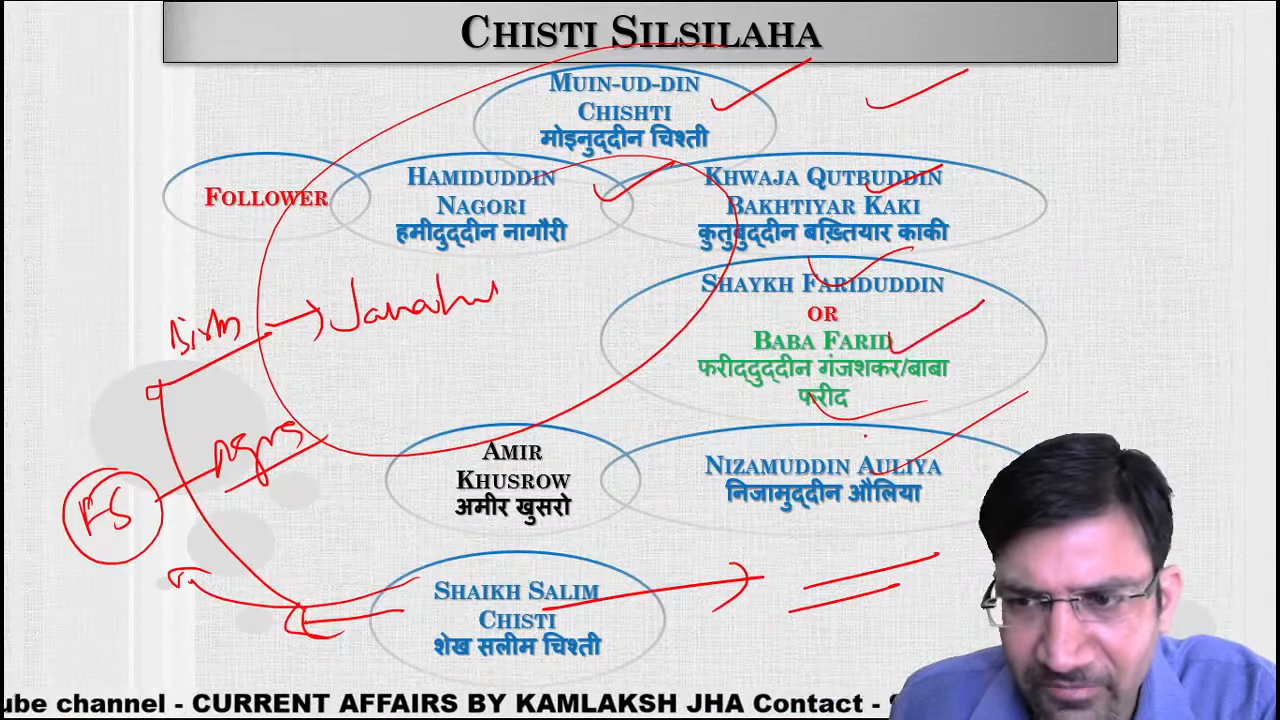 CHISTI SILSILAHA
MUIN-UD-DIN
CHISHTI
मोइनुद्दीन चिश्ती
FOLLOWER
HAMIDUDDIN
NAGORI
हमीदुद्दीन नागौरी
KHWAJA QUTBUDDIN
BAKHTIYAR KAKI
कुतुबुद्दीन बख़्तियार काकी
SHAYKH FARIDUDDIN
OR
BABA FARID
फरीद्दुद्दीन गंजशकर/बाबा
फरीद
Birth
AMIR
KHUSROW
अमीर खुसरो
NIZAMUDDIN AULIYA
निजामुद्दीन औलिया
FS
SHAIKH SALIM
CHISTI
शेख सलीम चिश्ती
ube channel - CURRENT AFFAIRS BY KAMLAKSH JHA Contact -